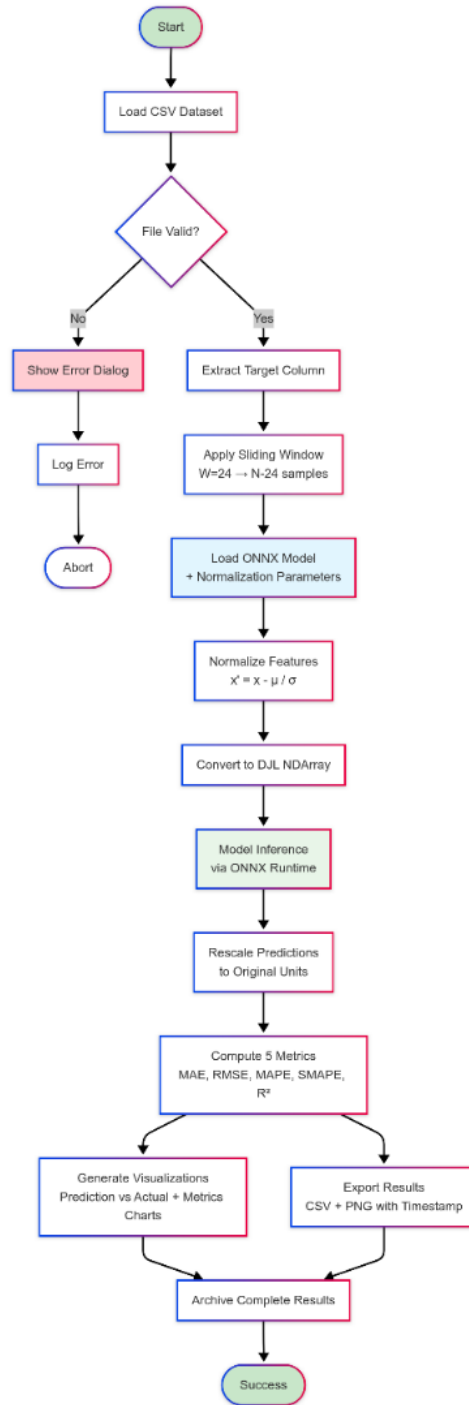 Start
Load CSV Dataset
File Valid?
No
Yes
Show Error Dialog
Extract Target Column
Log Error
Apply Sliding Window
W=24 → N-24 samples
Abort
Load ONNX Model
+ Normalization Parameters
Normalize Features
x' = x - μ / σ
Convert to DJL NDArray
Model Inference
via ONNX Runtime
Rescale Predictions
to Original Units
Compute 5 Metrics
MAE, RMSE, MAPE, SMAPE,
R²
Generate Visualizations
Prediction vs Actual + Metrics
Charts
Export Results
CSV + PNG with Timestamp
Archive Complete Results
Success